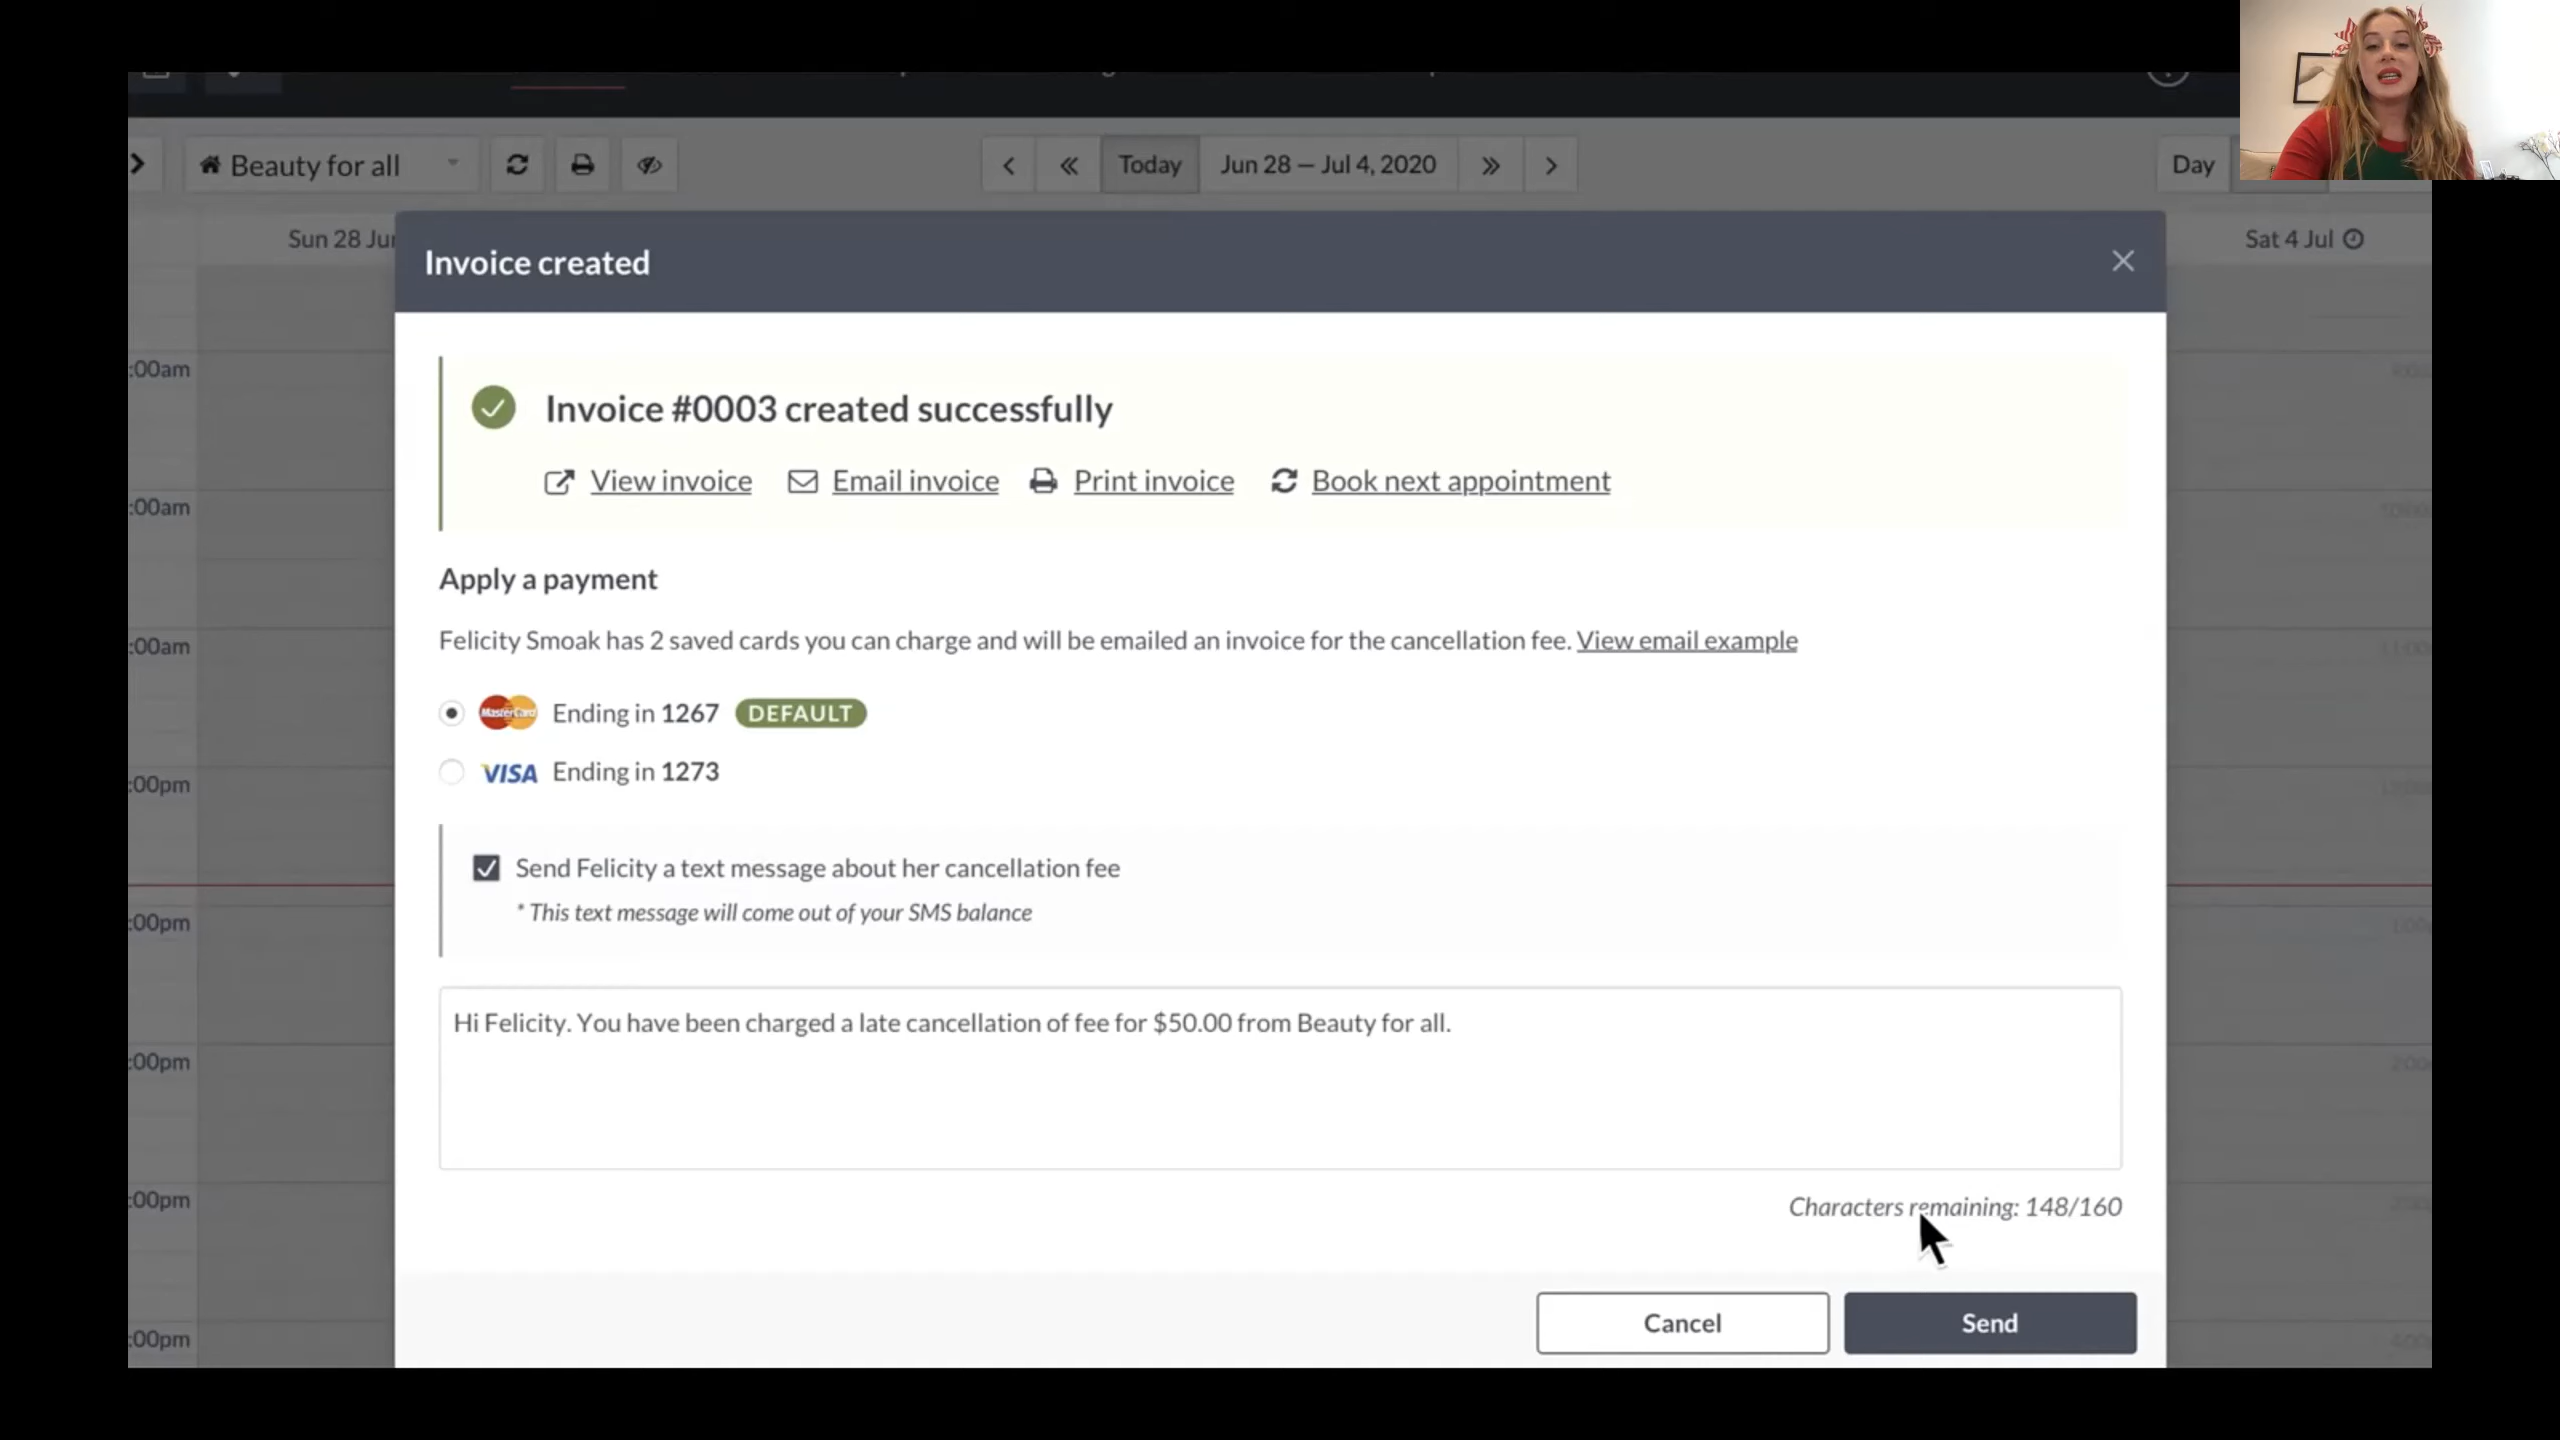 Beauty for all
Today
Jun 28 — Jul 4, 2020
Day
Sun 28 Jun
Sat 4 Jul
Invoice created
:00am
Invoice #0003 created successfully
View invoice Email invoice Print invoice Book next appointment
:00am
Apply a payment
Felicity Smoak has 2 saved cards you can charge and will be emailed an invoice for the cancellation fee. View email example
:00am
MasterCard Ending in 1267 DEFAULT
VISA Ending in 1273
:00pm
Send Felicity a text message about her cancellation fee
* This text message will come out of your SMS balance
:00pm
Hi Felicity. You have been charged a late cancellation of fee for $50.00 from Beauty for all.
:00pm
:00pm
Characters remaining: 148/160
Cancel Send
:00pm